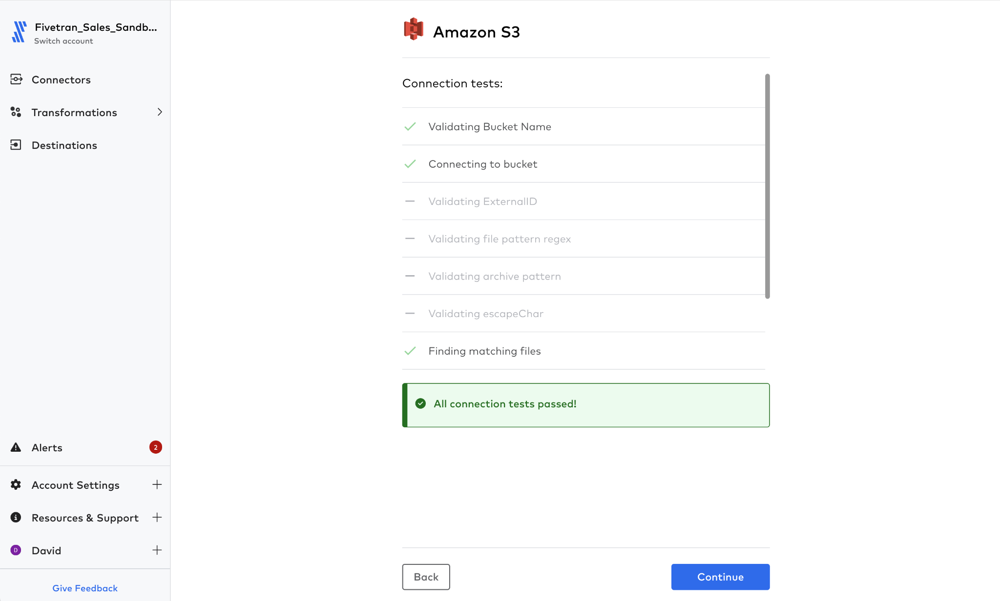 Fivetran_Sales_Sandb...
Switch account
Connectors
Transformations
Destinations
Alerts
2
Account Settings
Resources & Support
D
David
Give Feedback
Amazon S3
Connection tests:
Validating Bucket Name
Connecting to bucket
Validating ExternalID
Validating file pattern regex
Validating archive pattern
Validating escapeChar
Finding matching files
All connection tests passed!
Back
Continue